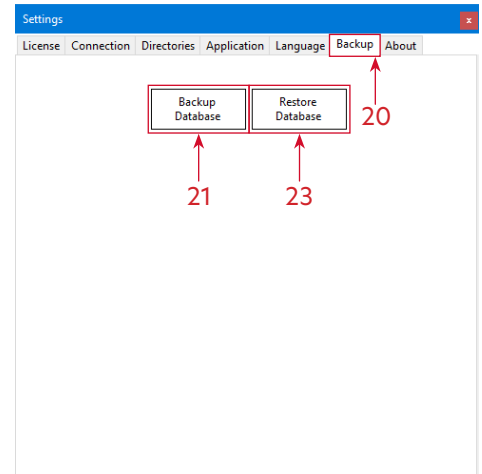 Settings x
License Connection Directories Application Language Backup About
Backup Database
Restore Database
20
21
23